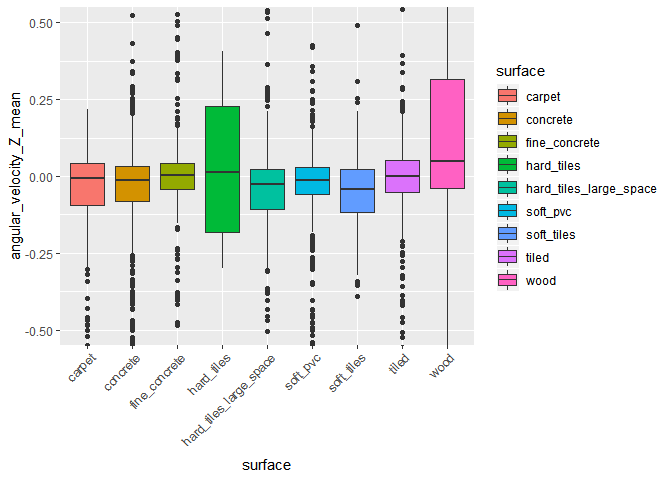 angular_velocity_Z_mean
0.50
0.25
0.00
-0.25
-0.50
carpet
concrete
fine_concrete
hard_tiles
hard_tiles_large_space
soft_pvc
soft_tiles
tiled
wood
surface
surface
carpet
concrete
fine_concrete
hard_tiles
hard_tiles_large_space
soft_pvc
soft_tiles
tiled
wood